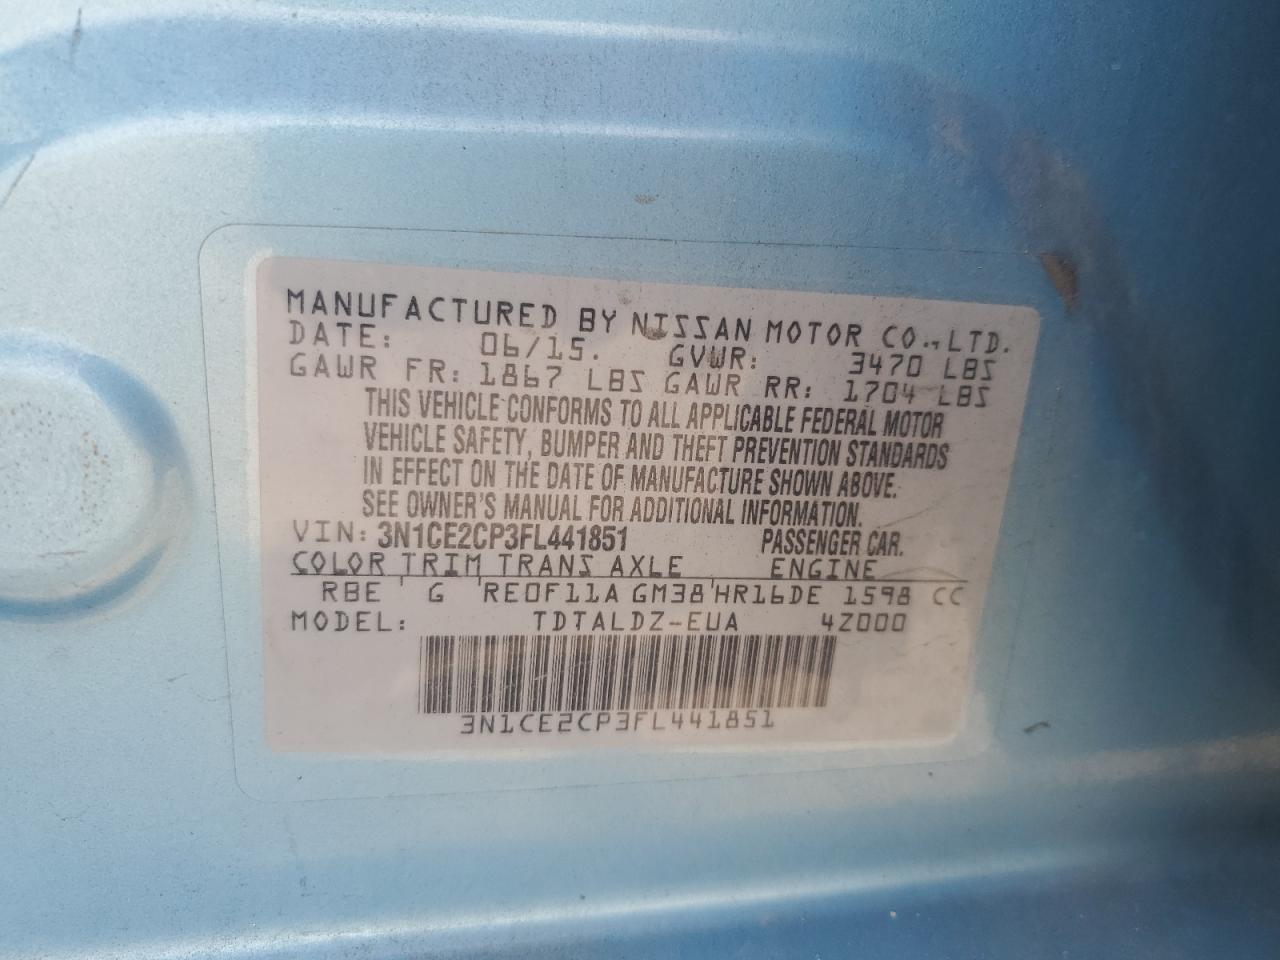 MANUFACTURED BY NISSAN MOTOR CO., LTD.
DATE: 06/15. GVWR: 3470 LBS
GAWR FR: 1867 LBS GAWR RR: 1704 LBS
THIS VEHICLE CONFORMS TO ALL APPLICABLE FEDERAL MOTOR
VEHICLE SAFETY, BUMPER AND THEFT PREVENTION STANDARDS
IN EFFECT ON THE DATE OF MANUFACTURE SHOWN ABOVE.
SEE OWNER'S MANUAL FOR ADDITIONAL INFORMATION.
VIN: 3N1CE2CP3FL441851 PASSENGER CAR.
COLOR TRIM TRANS AXLE ENGINE
RBE G RE0F11A GM38 HR16DE 1598 CC
MODEL: TDTALDZ-EUA 4Z000
3N1CE2CP3FL441851